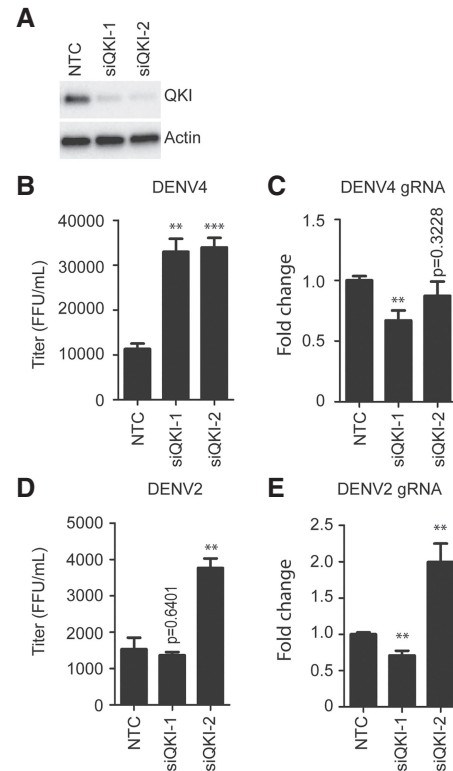 A
NTC
siQKI-1
siQKI-2
QKI
Actin
B
DENV4
Titer (FFU/mL)
40000
30000
20000
10000
0
**
***
NTC
siQKI-1
siQKI-2
C
DENV4 gRNA
Fold change
1.5
1.0
0.5
0
**
p=0.3228
NTC
siQKI-1
siQKI-2
D
DENV2
Titer (FFU/mL)
5000
4000
3000
2000
1000
0
p=0.6401
**
NTC
siQKI-1
siQKI-2
E
DENV2 gRNA
Fold change
2.5
2.0
1.5
1.0
0.5
0
**
**
NTC
siQKI-1
siQKI-2